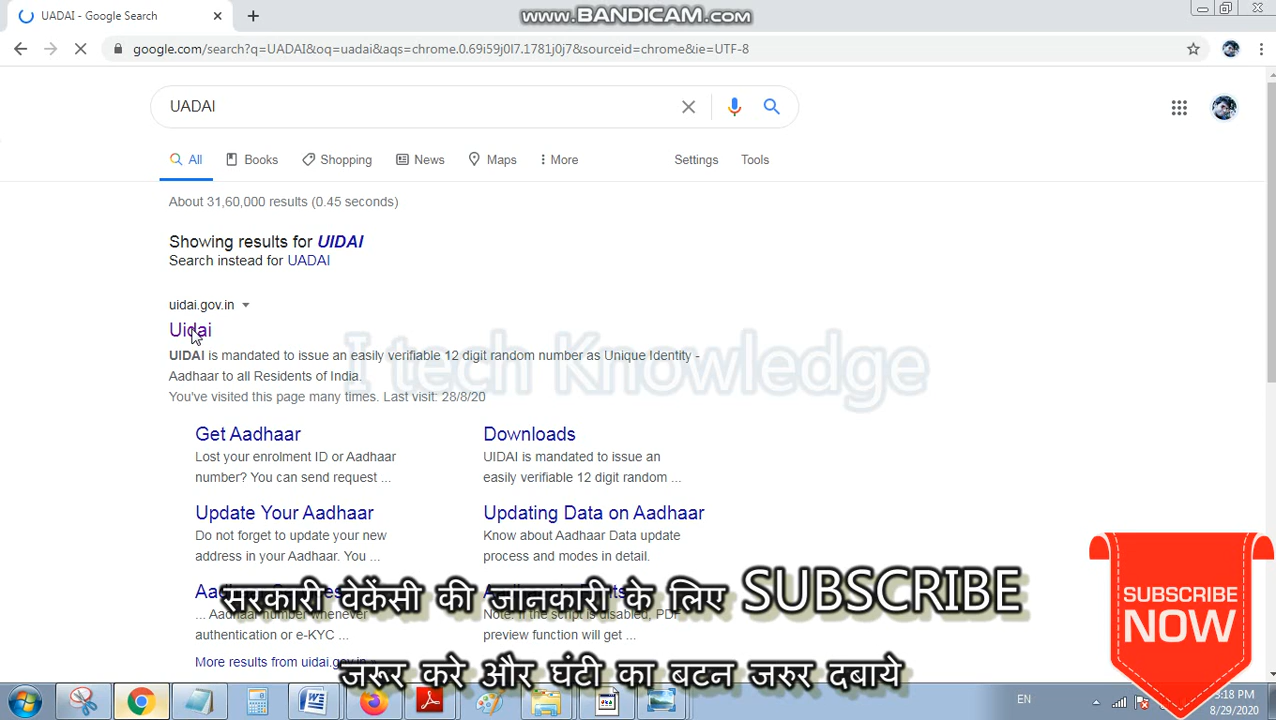 UADAI - Google Search
www.BANDICAM.com
google.com/search?q=UADAI&oq=uadai&aqs=chrome.0.69i59j0l7.1781j0j7&sourceid=chrome&ie=UTF-8
UADAI
All Books Shopping News Maps More Settings Tools
About 31,60,000 results (0.45 seconds)
Showing results for UIDAI
Search instead for UADAI
uidai.gov.in
Uidai
UIDAI is mandated to issue an easily verifiable 12 digit random number as Unique Identity -
Aadhaar to all Residents of India.
You've visited this page many times. Last visit: 28/8/20
I tech Knowledge
Get Aadhaar
Lost your enrolment ID or Aadhaar
number? You can send request ...
Downloads
UIDAI is mandated to issue an
easily verifiable 12 digit random ...
Update Your Aadhaar
Do not forget to update your new
address in your Aadhaar. You ...
Updating Data on Aadhaar
Know about Aadhaar Data update
process and modes in detail.
... Aadhaar number whenever
authentication or e-KYC ...
Note: If the script is disabled, PDF
preview function will get ...
More results from uidai.gov.in
सरकारी वेकेंसी की जानकारी के लिए SUBSCRIBE
जरूर करे और घंटी का बटन जरुर दबाये
SUBSCRIBE
NOW
EN
3:18 PM
8/29/2020